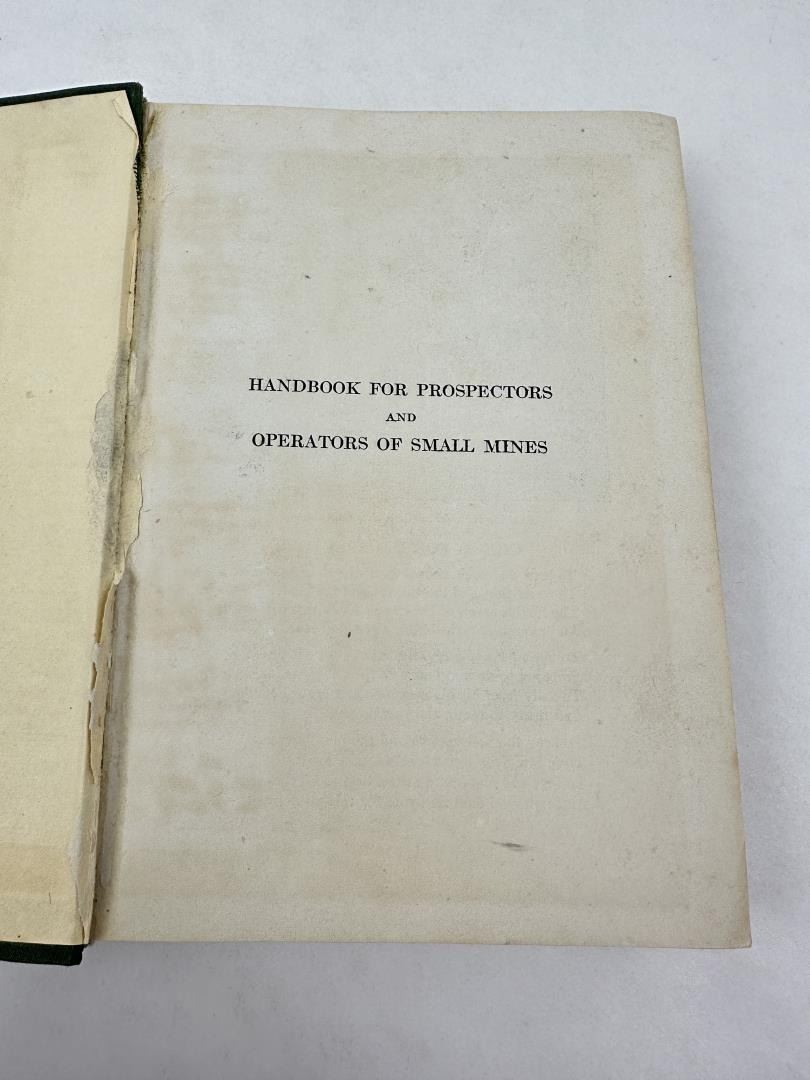 HANDBOOK FOR PROSPECTORS
AND
OPERATORS OF SMALL MINES